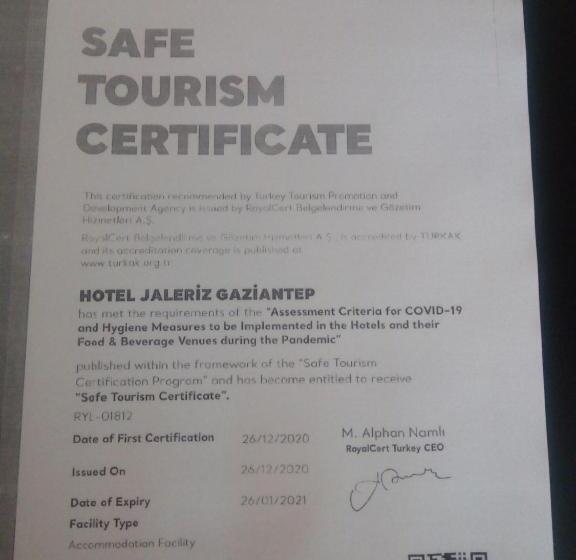 SAFE
TOURISM
CERTIFICATE
This certification recommended by Turkey Tourism Promotion and
Development Agency is issued by RoyalCert Belgelendirme ve Gözetim
Hizmetleri A.Ş.
RoyalCert Belgelendirme ve Gözetim Hizmetleri A.Ş. is accredited by TURKAK
and its accreditation coverage is published at
www.turkak.org.tr
HOTEL JALERİZ GAZİANTEP
has met the requirements of the "Assessment Criteria for COVID-19
and Hygiene Measures to be Implemented in the Hotels and their
Food & Beverage Venues during the Pandemic"
published within the framework of the "Safe Tourism
Certification Program" and has become entitled to receive
"Safe Tourism Certificate".
RYL-01812
Date of First Certification 26/12/2020
M. Alphan Namlı
RoyalCert Turkey CEO
Issued On 26/12/2020
Date of Expiry 26/01/2021
Facility Type
Accommodation Facility